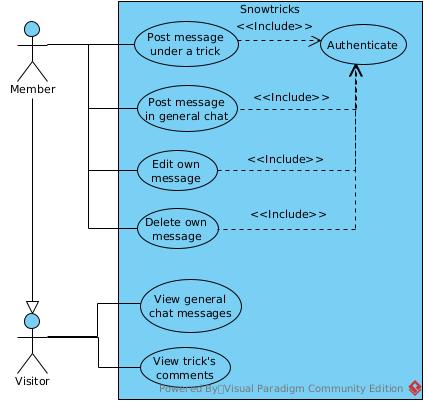 Snowtricks
Post message
under a trick
<<Include>>
Authenticate
Member
Post message
in general chat
<<Include>>
Edit own
message
<<Include>>
Delete own
message
<<Include>>
View general
chat messages
Visitor
View trick's
comments
Powered By Visual Paradigm Community Edition